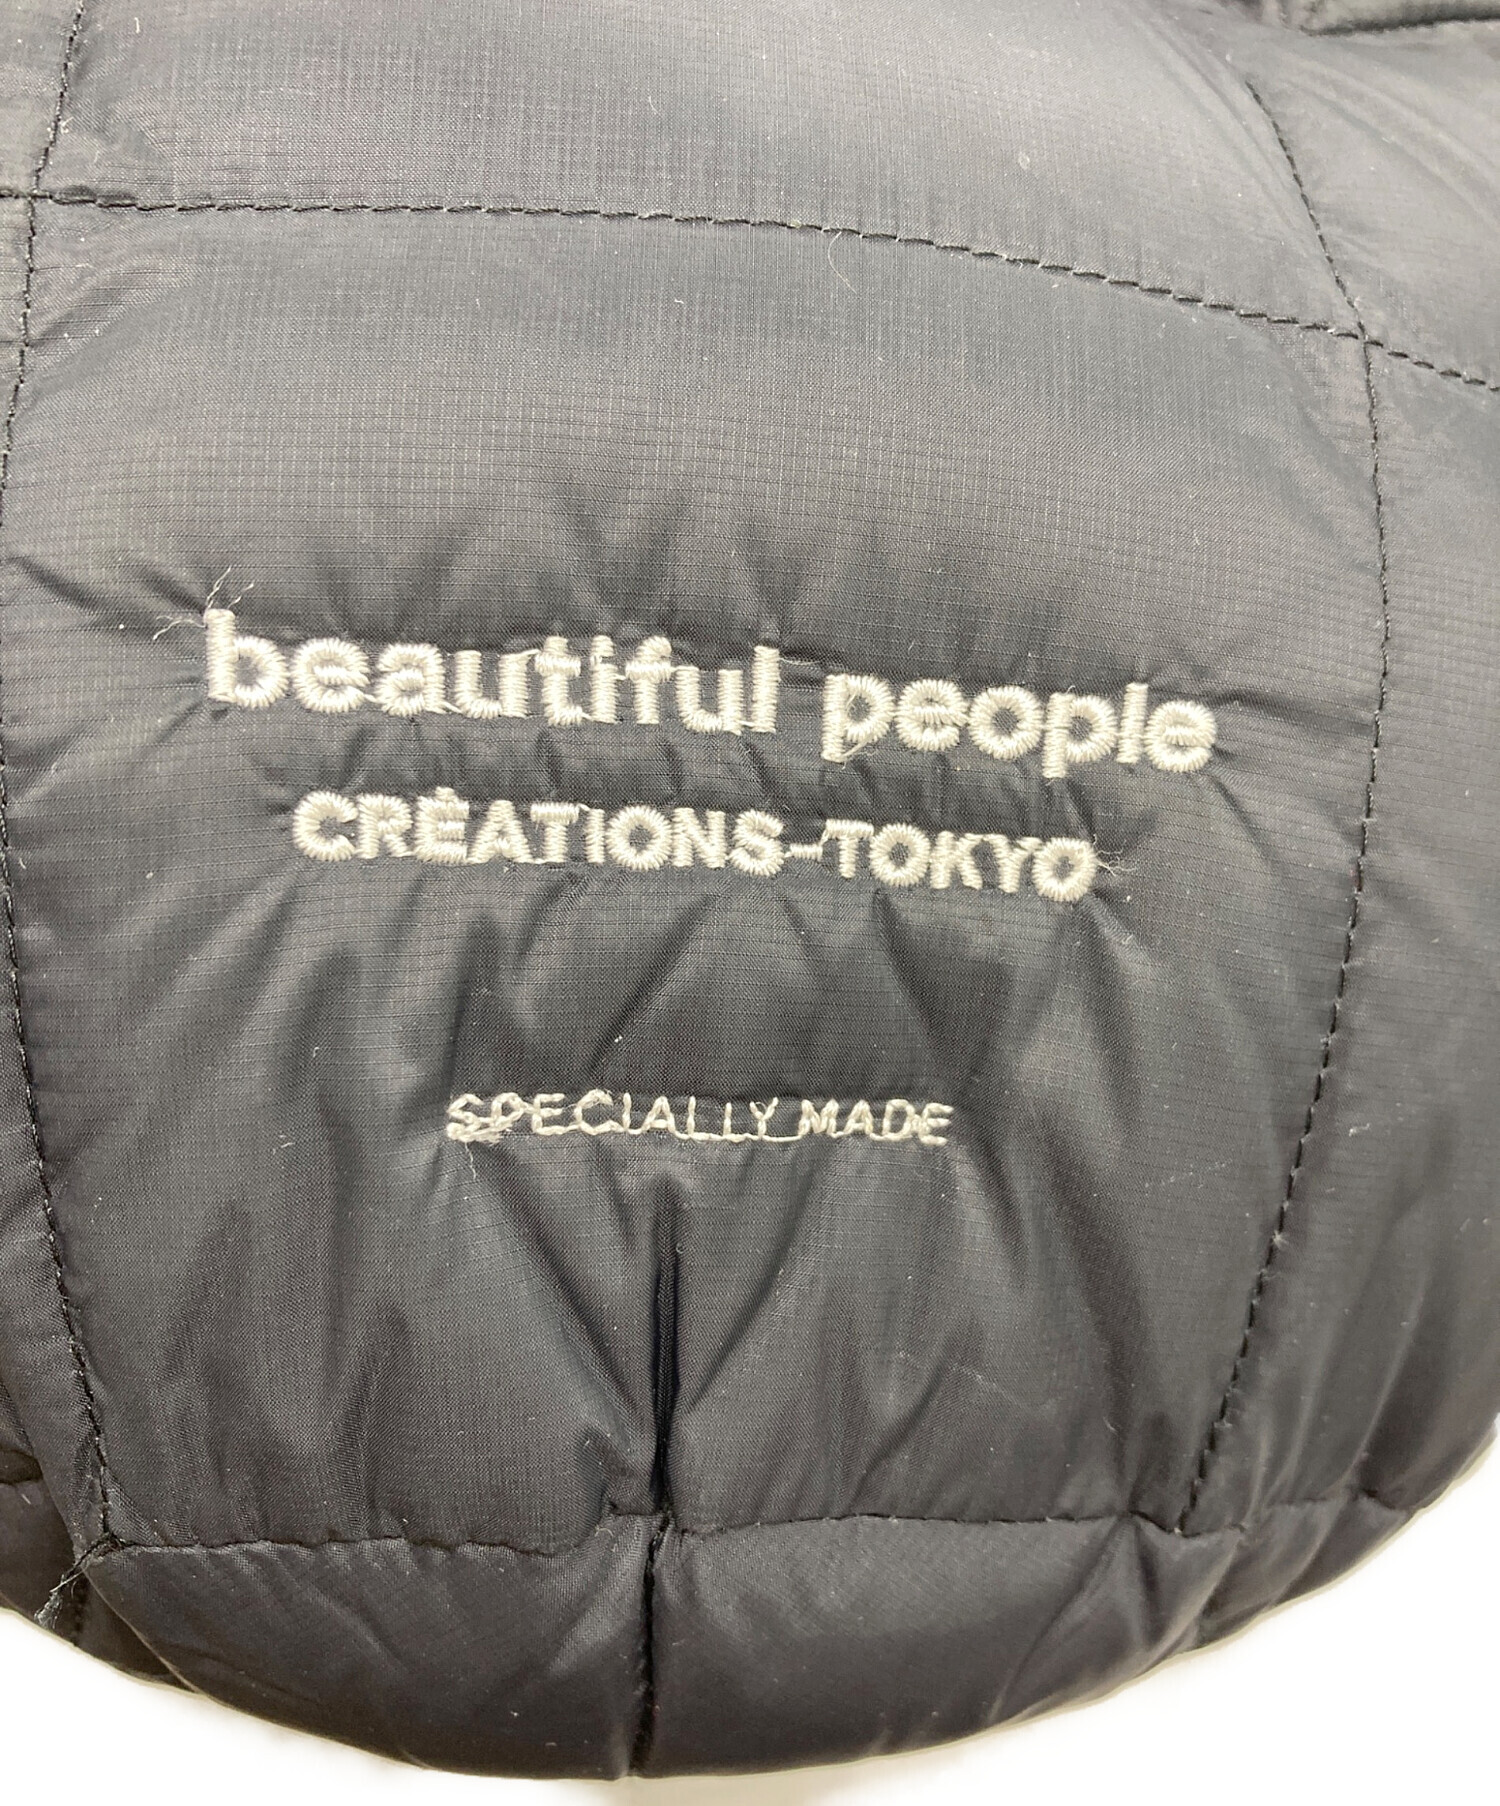 beautiful people
CRÉATIONS-TOKYO
SPECIALLY MADE